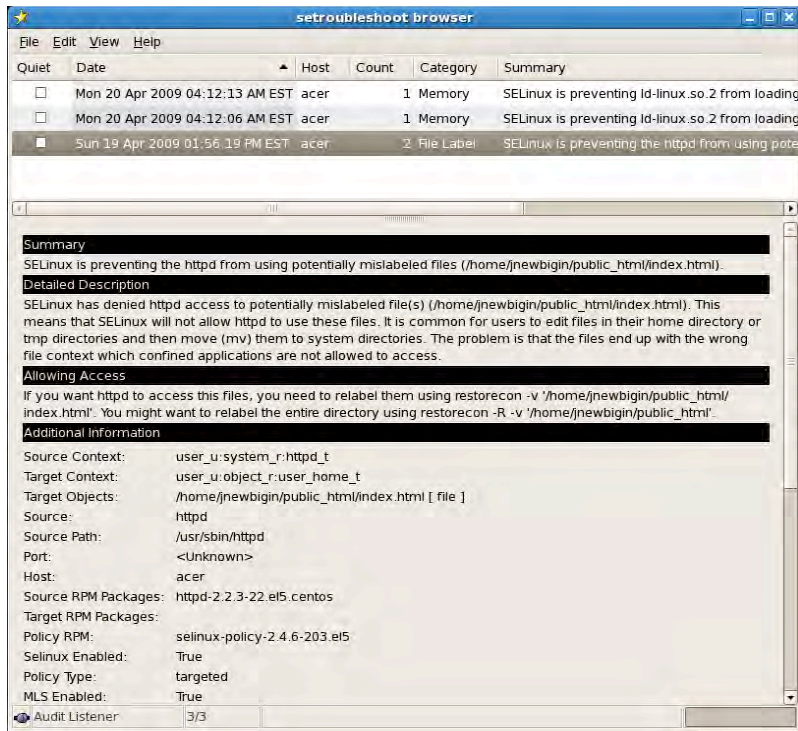 setroubleshoot browser
File Edit View Help
Quiet Date Host Count Category Summary
Mon 20 Apr 2009 04:12:13 AM EST acer 1 Memory SELinux is preventing ld-linux.so.2 from loading
Mon 20 Apr 2009 04:12:06 AM EST acer 1 Memory SELinux is preventing ld-linux.so.2 from loading
Sun 19 Apr 2009 01:56:19 PM EST acer 2 File Label SELinux is preventing the httpd from using pote
Summary
SELinux is preventing the httpd from using potentially mislabeled files (/home/jnewbigin/public_html/index.html).
Detailed Description
SELinux has denied httpd access to potentially mislabeled file(s) (/home/jnewbigin/public_html/index.html). This
means that SELinux will not allow httpd to use these files. It is common for users to edit files in their home directory or
tmp directories and then move (mv) them to system directories. The problem is that the files end up with the wrong
file context which confined applications are not allowed to access.
Allowing Access
If you want httpd to access this files, you need to relabel them using restorecon -v '/home/jnewbigin/public_html/
index.html'. You might want to relabel the entire directory using restorecon -R -v '/home/jnewbigin/public_html'.
Additional Information
Source Context: user_u:system_r:httpd_t
Target Context: user_u:object_r:user_home_t
Target Objects: /home/jnewbigin/public_html/index.html [ file ]
Source: httpd
Source Path: /usr/sbin/httpd
Port: <Unknown>
Host: acer
Source RPM Packages: httpd-2.2.3-22.el5.centos
Target RPM Packages:
Policy RPM: selinux-policy-2.4.6-203.el5
Selinux Enabled: True
Policy Type: targeted
MLS Enabled: True
Audit Listener 3/3